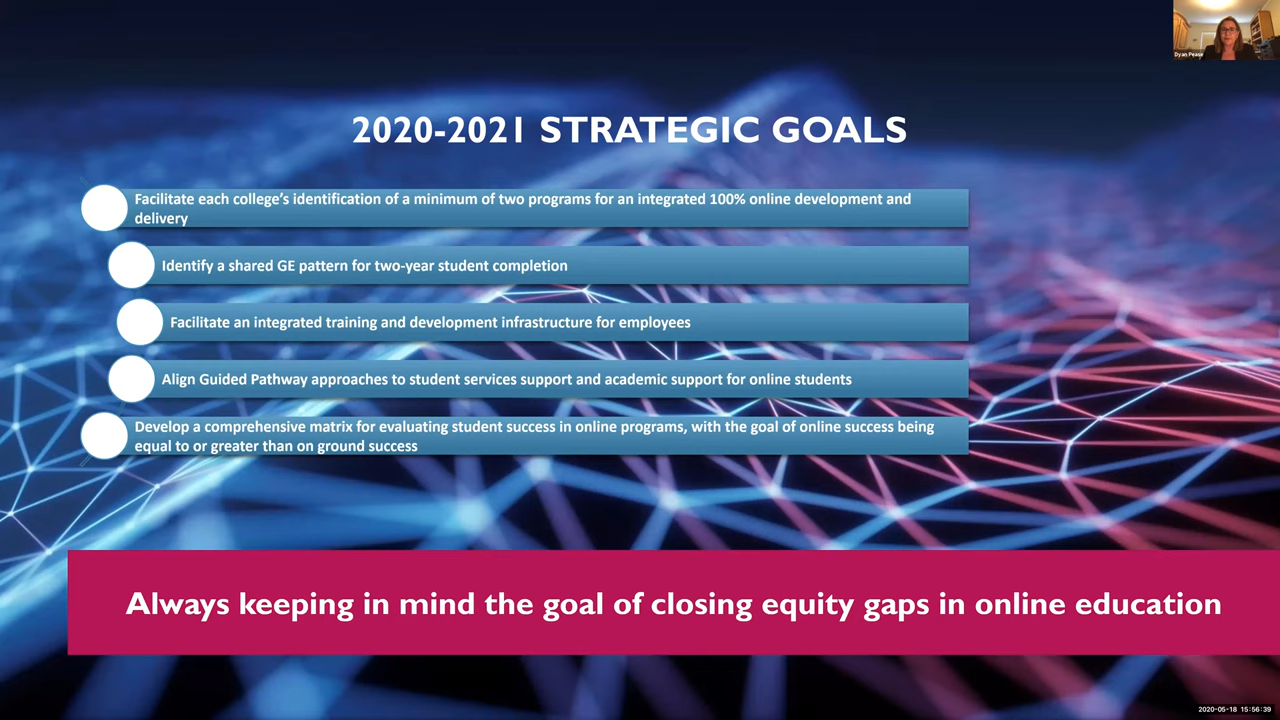 Dyan Pease
2020-2021 STRATEGIC GOALS
Facilitate each college's identification of a minimum of two programs for an integrated 100% online development and
delivery
Identify a shared GE pattern for two-year student completion
Facilitate an integrated training and development infrastructure for employees
Align Guided Pathway approaches to student services support and academic support for online students
Develop a comprehensive matrix for evaluating student success in online programs, with the goal of online success being
equal to or greater than on ground success
Always keeping in mind the goal of closing equity gaps in online education
2020-05-18 15:56:39